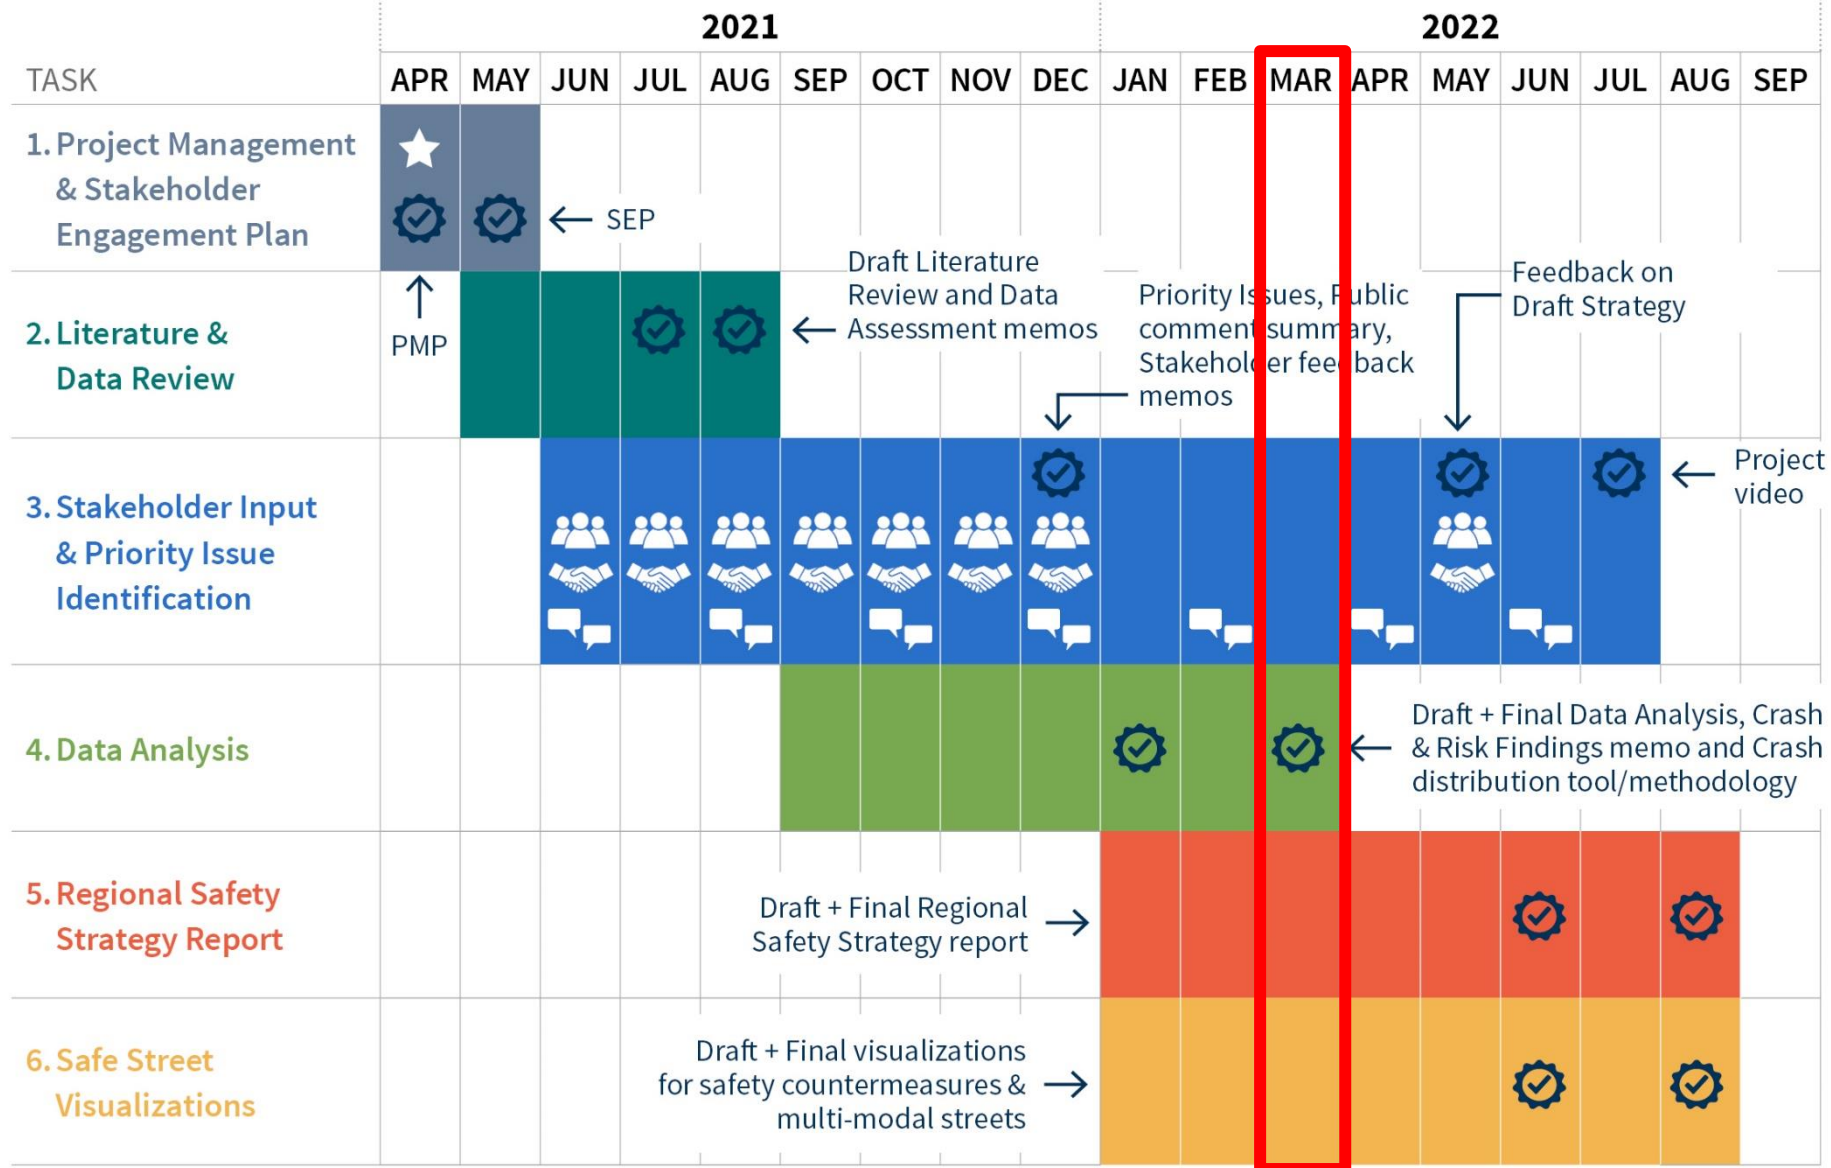 2021
2022
TASK APR MAY JUN JUL AUG SEP OCT NOV DEC JAN FEB MAR APR MAY JUN JUL AUG SEP
1. Project Management
& Stakeholder
Engagement Plan
SEP
PMP
2. Literature &
Data Review
Draft Literature
Review and Data
Assessment memos
Priority Issues, Public
comment summary,
Stakeholder feedback
memos
Feedback on
Draft Strategy
3. Stakeholder Input
& Priority Issue
Identification
Project
video
4. Data Analysis
Draft + Final Data Analysis, Crash
& Risk Findings memo and Crash
distribution tool/methodology
5. Regional Safety
Strategy Report
Draft + Final Regional
Safety Strategy report
6. Safe Street
Visualizations
Draft + Final visualizations
for safety countermeasures &
multi-modal streets